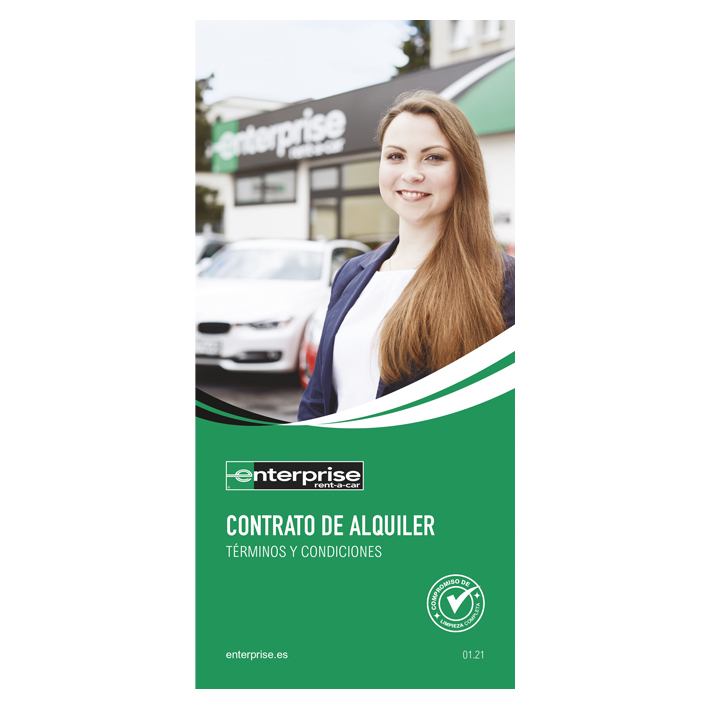 enterprise
rent-a-car
enterprise
rent-a-car
CONTRATO DE ALQUILER
TÉRMINOS Y CONDICIONES
COMPROMISO DE
LIMPIEZA COMPLETA
enterprise.es
01.21